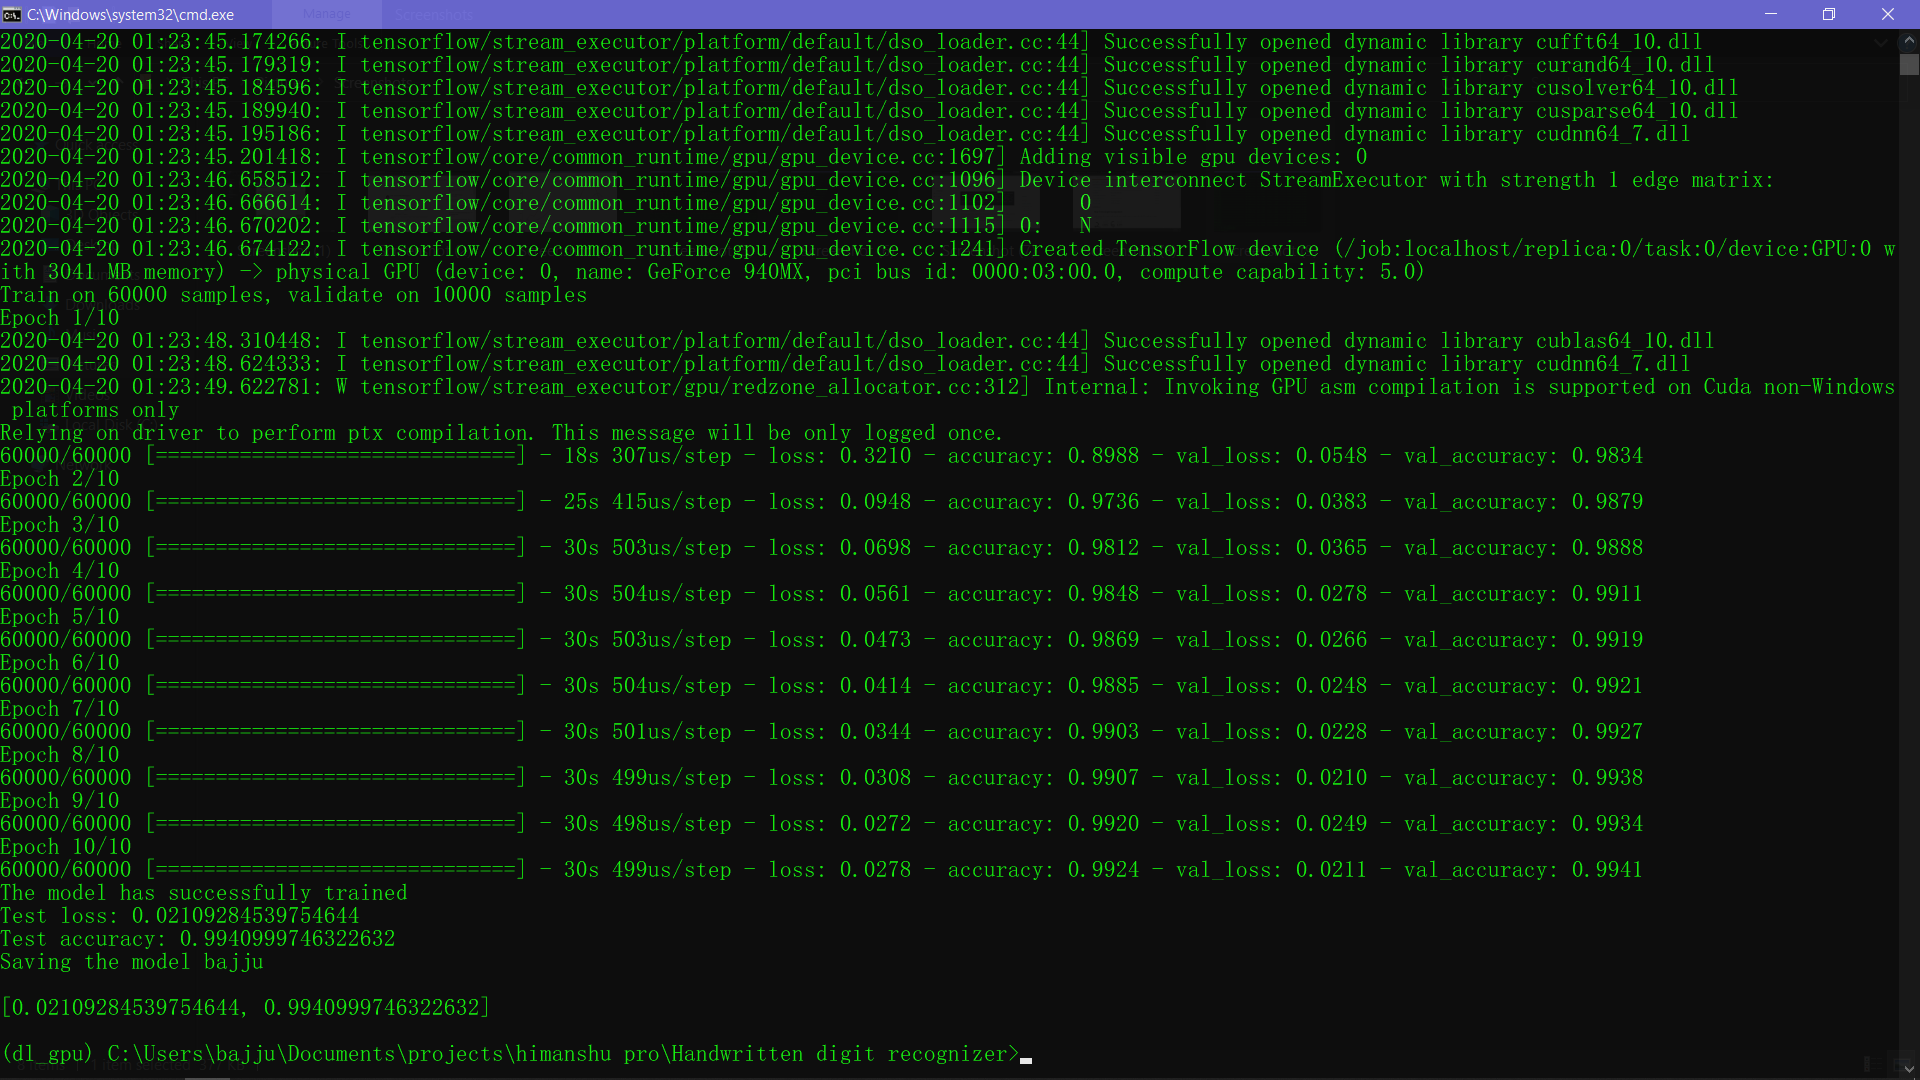 C:\Windows\system32\cmd.exe
Manage
Screenshots
2020-04-20 01:23:45.174266: I tensorflow/stream_executor/platform/default/dso_loader.cc:44] Successfully opened dynamic library cufft64_10.dll
2020-04-20 01:23:45.179319: I tensorflow/stream_executor/platform/default/dso_loader.cc:44] Successfully opened dynamic library curand64_10.dll
2020-04-20 01:23:45.184596: I tensorflow/stream_executor/platform/default/dso_loader.cc:44] Successfully opened dynamic library cusolver64_10.dll
2020-04-20 01:23:45.189940: I tensorflow/stream_executor/platform/default/dso_loader.cc:44] Successfully opened dynamic library cusparse64_10.dll
2020-04-20 01:23:45.195186: I tensorflow/stream_executor/platform/default/dso_loader.cc:44] Successfully opened dynamic library cudnn64_7.dll
2020-04-20 01:23:45.201418: I tensorflow/core/common_runtime/gpu/gpu_device.cc:1697] Adding visible gpu devices: 0
2020-04-20 01:23:46.658512: I tensorflow/core/common_runtime/gpu/gpu_device.cc:1096] Device interconnect StreamExecutor with strength 1 edge matrix:
2020-04-20 01:23:46.666614: I tensorflow/core/common_runtime/gpu/gpu_device.cc:1102]      0
2020-04-20 01:23:46.670202: I tensorflow/core/common_runtime/gpu/gpu_device.cc:1115] 0:   N
2020-04-20 01:23:46.674122: I tensorflow/core/common_runtime/gpu/gpu_device.cc:1241] Created TensorFlow device (/job:localhost/replica:0/task:0/device:GPU:0 w
ith 3041 MB memory) -> physical GPU (device: 0, name: GeForce 940MX, pci bus id: 0000:03:00.0, compute capability: 5.0)
Train on 60000 samples, validate on 10000 samples
Epoch 1/10
2020-04-20 01:23:48.310448: I tensorflow/stream_executor/platform/default/dso_loader.cc:44] Successfully opened dynamic library cublas64_10.dll
2020-04-20 01:23:48.624333: I tensorflow/stream_executor/platform/default/dso_loader.cc:44] Successfully opened dynamic library cudnn64_7.dll
2020-04-20 01:23:49.622781: W tensorflow/stream_executor/gpu/redzone_allocator.cc:312] Internal: Invoking GPU asm compilation is supported on Cuda non-Windows
 platforms only
Relying on driver to perform ptx compilation. This message will be only logged once.
60000/60000 [==============================] - 18s 307us/step - loss: 0.3210 - accuracy: 0.8988 - val_loss: 0.0548 - val_accuracy: 0.9834
Epoch 2/10
60000/60000 [==============================] - 25s 415us/step - loss: 0.0948 - accuracy: 0.9736 - val_loss: 0.0383 - val_accuracy: 0.9879
Epoch 3/10
60000/60000 [==============================] - 30s 503us/step - loss: 0.0698 - accuracy: 0.9812 - val_loss: 0.0365 - val_accuracy: 0.9888
Epoch 4/10
60000/60000 [==============================] - 30s 504us/step - loss: 0.0561 - accuracy: 0.9848 - val_loss: 0.0278 - val_accuracy: 0.9911
Epoch 5/10
60000/60000 [==============================] - 30s 503us/step - loss: 0.0473 - accuracy: 0.9869 - val_loss: 0.0266 - val_accuracy: 0.9919
Epoch 6/10
60000/60000 [==============================] - 30s 504us/step - loss: 0.0414 - accuracy: 0.9885 - val_loss: 0.0248 - val_accuracy: 0.9921
Epoch 7/10
60000/60000 [==============================] - 30s 501us/step - loss: 0.0344 - accuracy: 0.9903 - val_loss: 0.0228 - val_accuracy: 0.9927
Epoch 8/10
60000/60000 [==============================] - 30s 499us/step - loss: 0.0308 - accuracy: 0.9907 - val_loss: 0.0210 - val_accuracy: 0.9938
Epoch 9/10
60000/60000 [==============================] - 30s 498us/step - loss: 0.0272 - accuracy: 0.9920 - val_loss: 0.0249 - val_accuracy: 0.9934
Epoch 10/10
60000/60000 [==============================] - 30s 499us/step - loss: 0.0278 - accuracy: 0.9924 - val_loss: 0.0211 - val_accuracy: 0.9941
The model has successfully trained
Test loss: 0.02109284539754644
Test accuracy: 0.9940999746322632
Saving the model bajju
[0.02109284539754644, 0.9940999746322632]
(dl_gpu) C:\Users\bajju\Documents\projects\himanshu pro\Handwritten digit recognizer>